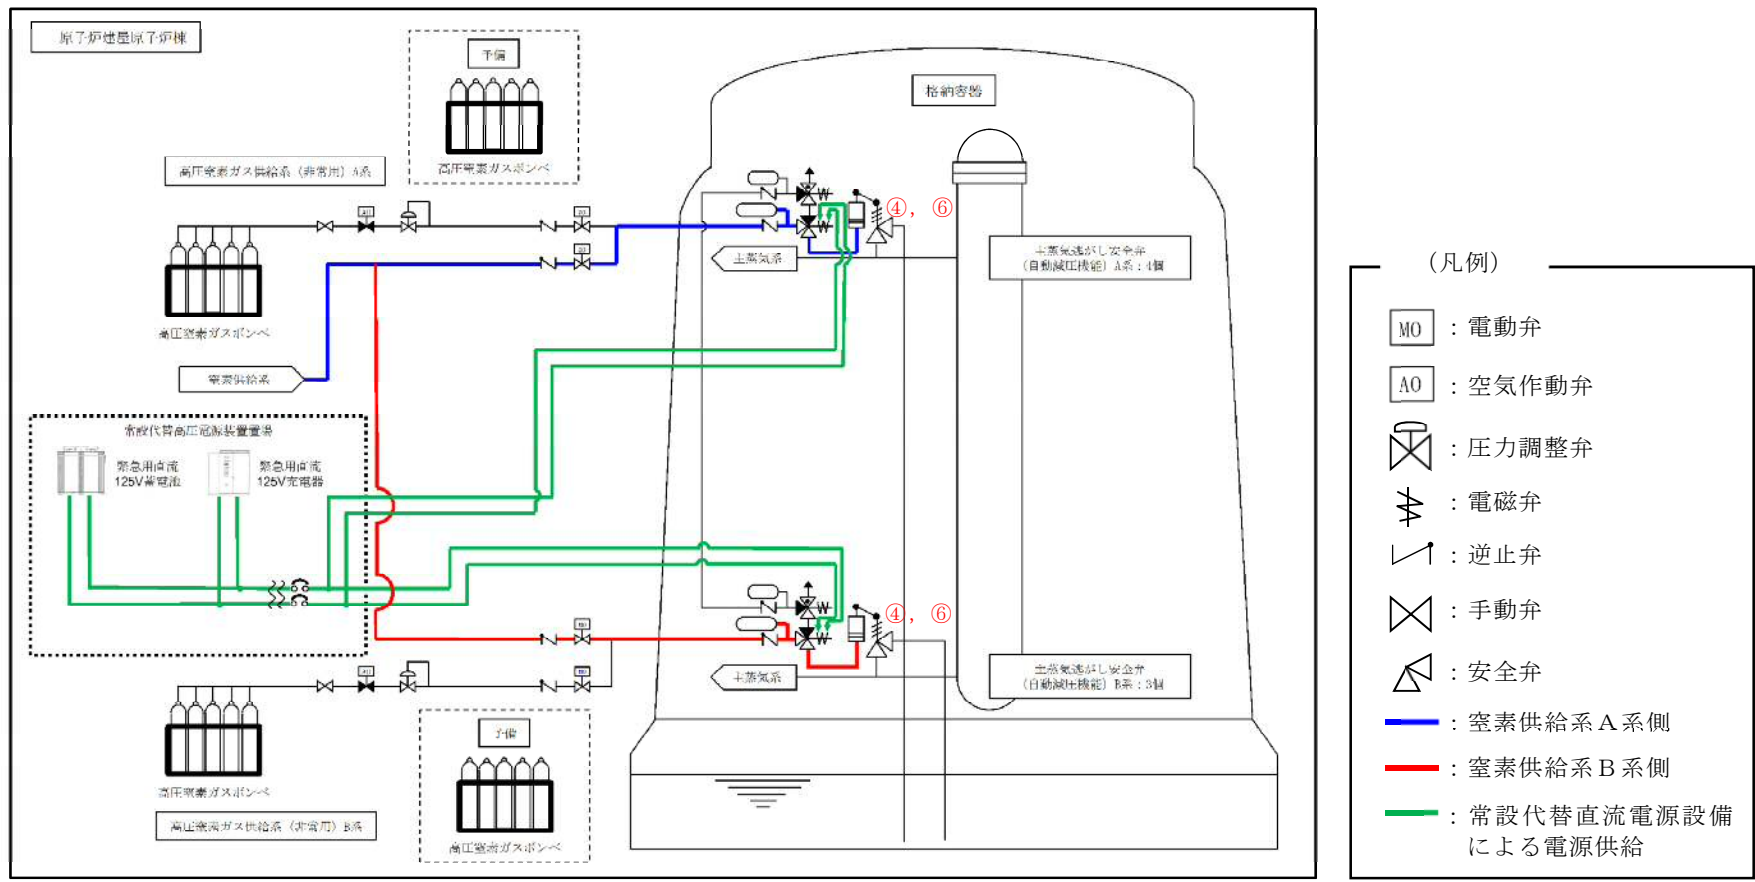 原子炉建屋原子炉棟
予備
高圧窒素ガスボンベ
高圧窒素ガス供給系（非常用）A系
格納容器
④，⑥
主蒸気系
主蒸気逃がし安全弁
（自動減圧機能）A系：4個
高圧窒素ガスボンベ
窒素供給系
常設代替高圧電源装置置場
緊急用直流
125V蓄電池
緊急用直流
125V充電器
④，⑥
主蒸気系
主蒸気逃がし安全弁
（自動減圧機能）B系：3個
高圧窒素ガスボンベ
高圧窒素ガス供給系（非常用）B系
予備
高圧窒素ガスボンベ
（凡例）
MO：電動弁
AO：空気作動弁
：圧力調整弁
：電磁弁
：逆止弁
：手動弁
：安全弁
：窒素供給系Ａ系側
：窒素供給系Ｂ系側
：常設代替直流電源設備
による電源供給